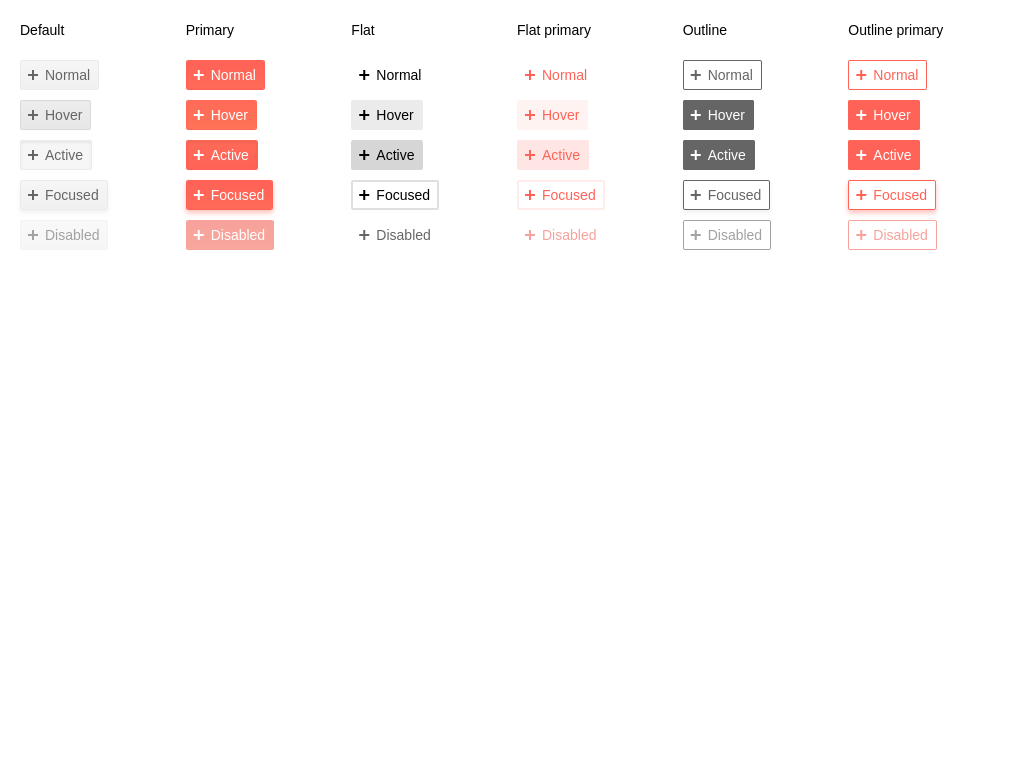 Default Primary Flat Flat primary Outline Outline primary
Normal Normal Normal Normal Normal Normal
Hover Hover Hover Hover Hover Hover
Active Active Active Active Active Active
Focused Focused Focused Focused Focused Focused
Disabled Disabled Disabled Disabled Disabled Disabled